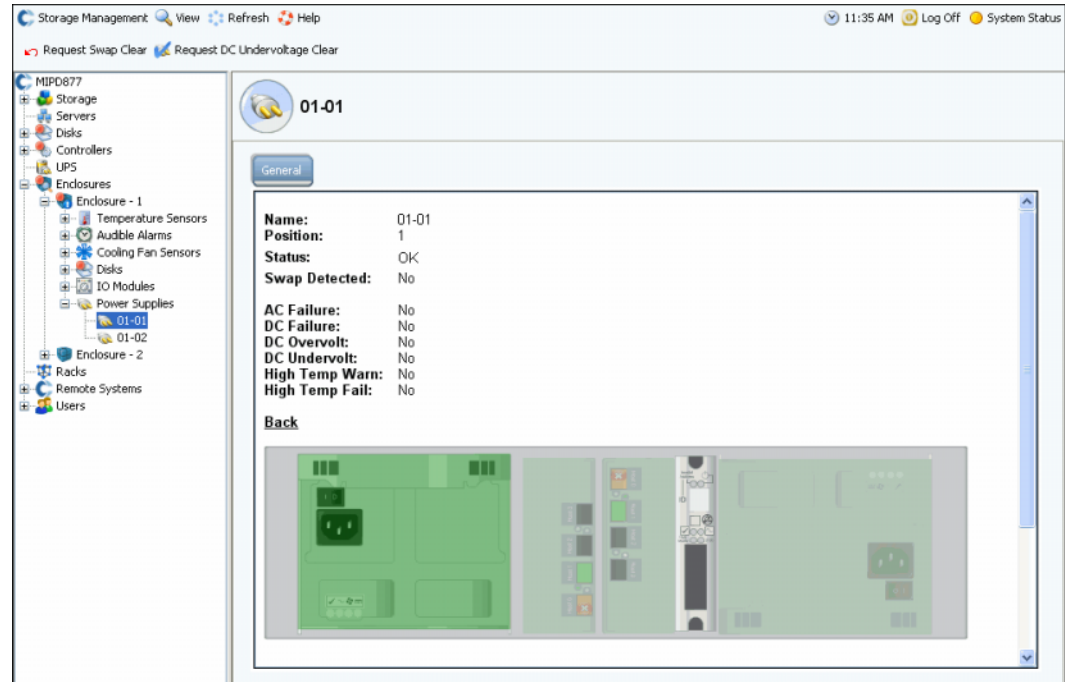 Storage Management View Refresh Help 11:35 AM Log Off System Status
Request Swap Clear Request DC Undervoltage Clear
MIPD877
Storage
Servers
Disks
Controllers
UPS
Enclosures
Enclosure - 1
Temperature Sensors
Audible Alarms
Cooling Fan Sensors
Disks
IO Modules
Power Supplies
01-01
01-02
Enclosure - 2
Racks
Remote Systems
Users
01-01
General
Name: 01-01
Position: 1
Status: OK
Swap Detected: No
AC Failure: No
DC Failure: No
DC Overvolt: No
DC Undervolt: No
High Temp Warn: No
High Temp Fail: No
Back